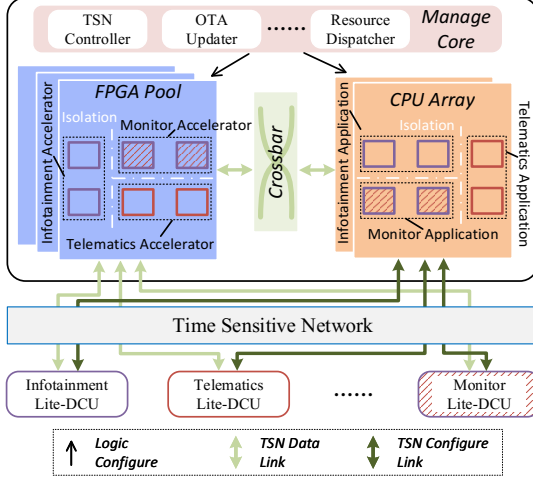 TSN
Controller
OTA
Updater
......
Resource
Dispatcher
Manage
Core
FPGA Pool
Isolation
Monitor Accelerator
Infotainment Accelerator
Telematics Accelerator
Crossbar
CPU Array
Isolation
Infotainment Application
Monitor Application
Telematics Application
Time Sensitive Network
Infotainment
Lite-DCU
Telematics
Lite-DCU
......
Monitor
Lite-DCU
Logic
Configure
TSN Data
Link
TSN Configure
Link